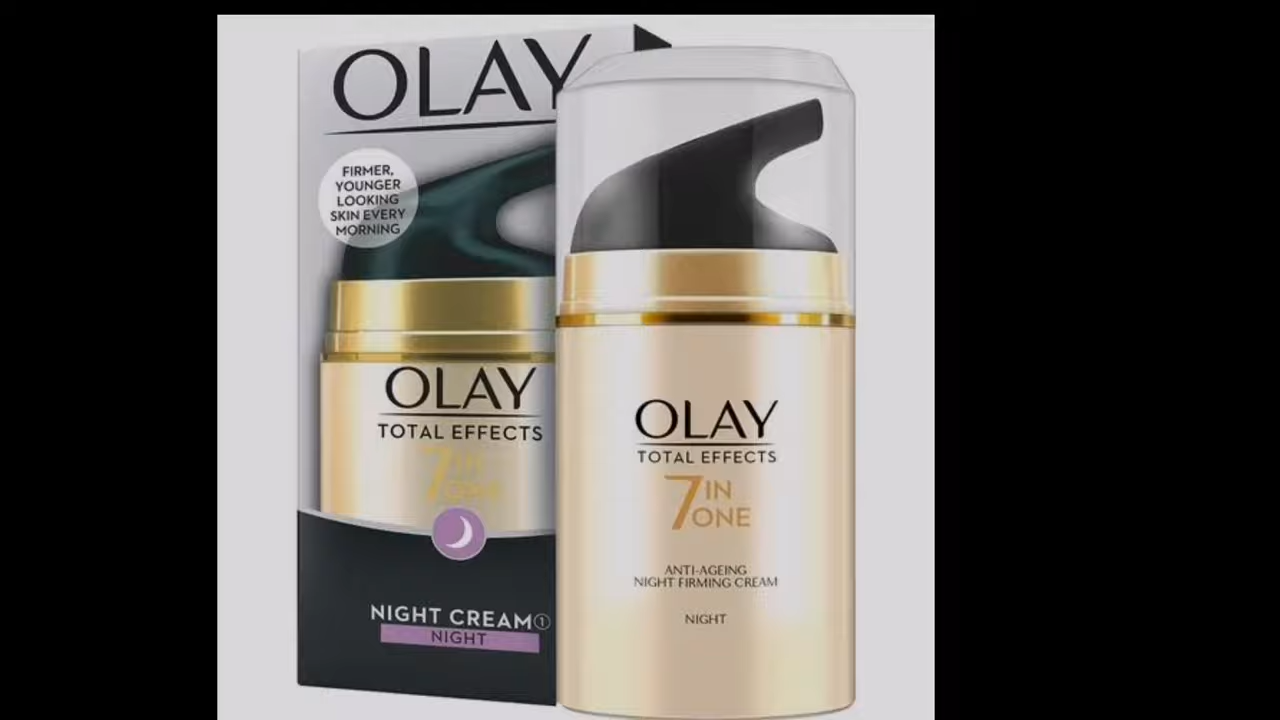 OLAY
FIRMER,
YOUNGER
LOOKING
SKIN EVERY
MORNING
OLAY
TOTAL EFFECTS
7 IN
ONE
NIGHT CREAM①
NIGHT
OLAY
TOTAL EFFECTS
7 IN
ONE
ANTI-AGEING
NIGHT FIRMING CREAM
NIGHT